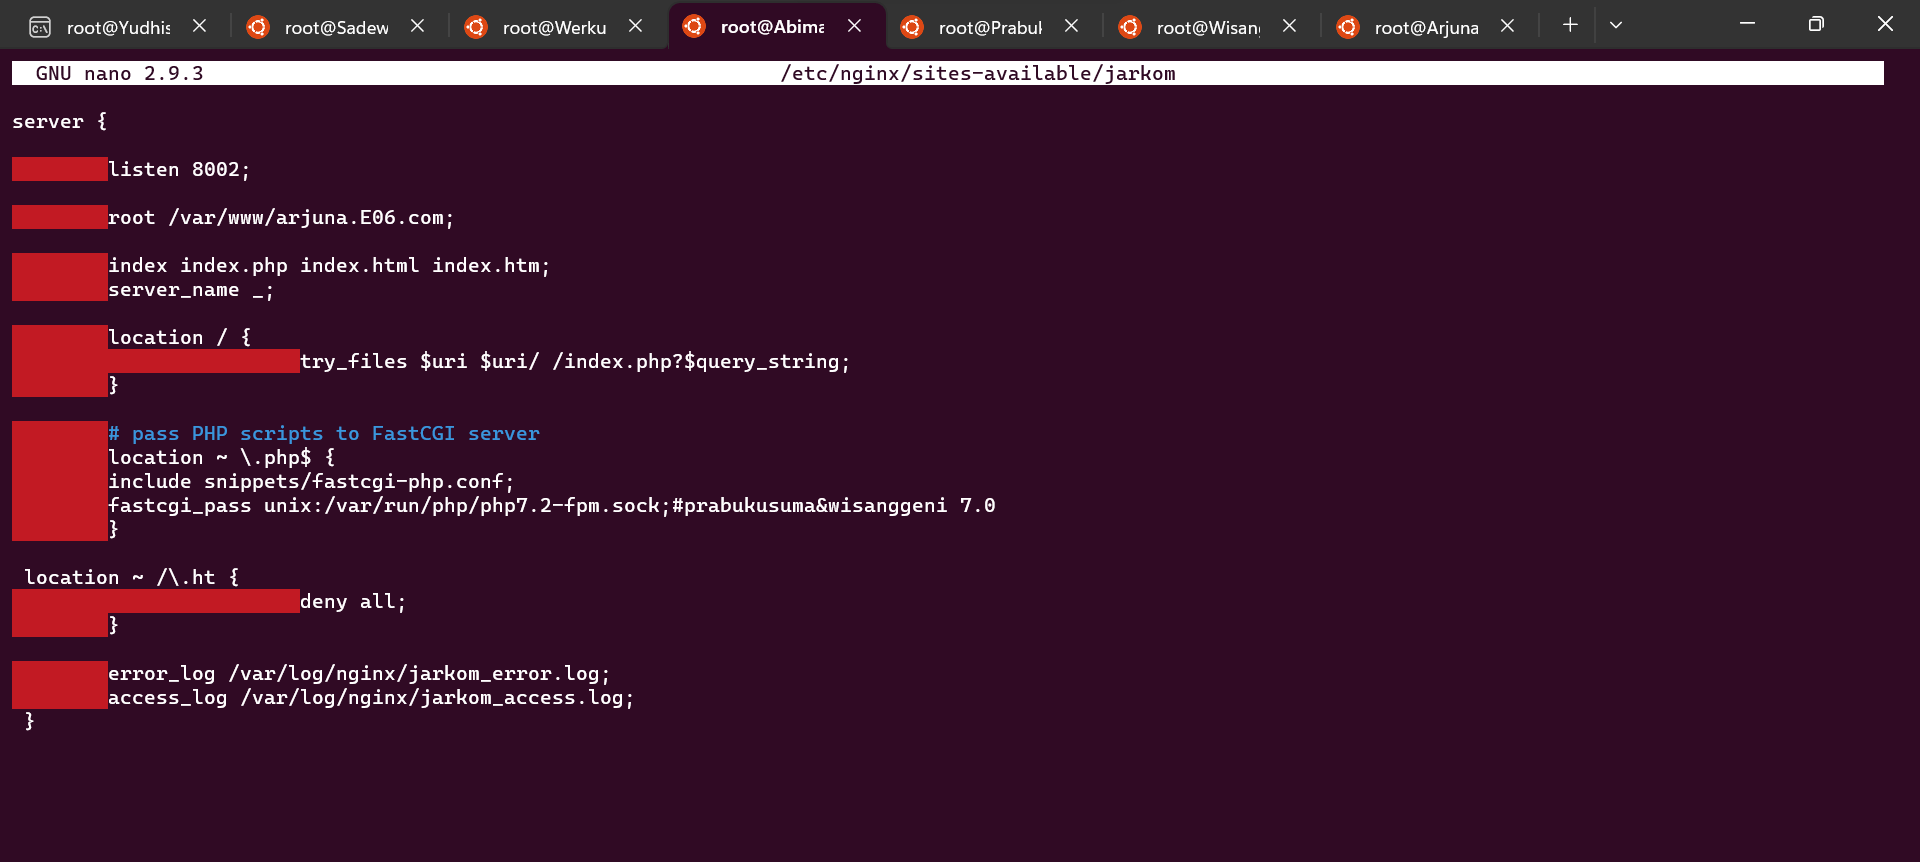 root@Yudhis
root@Sadew
root@Werku
root@Abima
root@Prabuk
root@Wisang
root@Arjuna
GNU nano 2.9.3 /etc/nginx/sites-available/jarkom
server {
listen 8002;
root /var/www/arjuna.E06.com;
index index.php index.html index.htm;
server_name _;
location / {
try_files $uri $uri/ /index.php?$query_string;
}
# pass PHP scripts to FastCGI server
location ~ \.php$ {
include snippets/fastcgi-php.conf;
fastcgi_pass unix:/var/run/php/php7.2-fpm.sock;#prabukusuma&wisanggeni 7.0
}
location ~ /\.ht {
deny all;
}
error_log /var/log/nginx/jarkom_error.log;
access_log /var/log/nginx/jarkom_access.log;
}